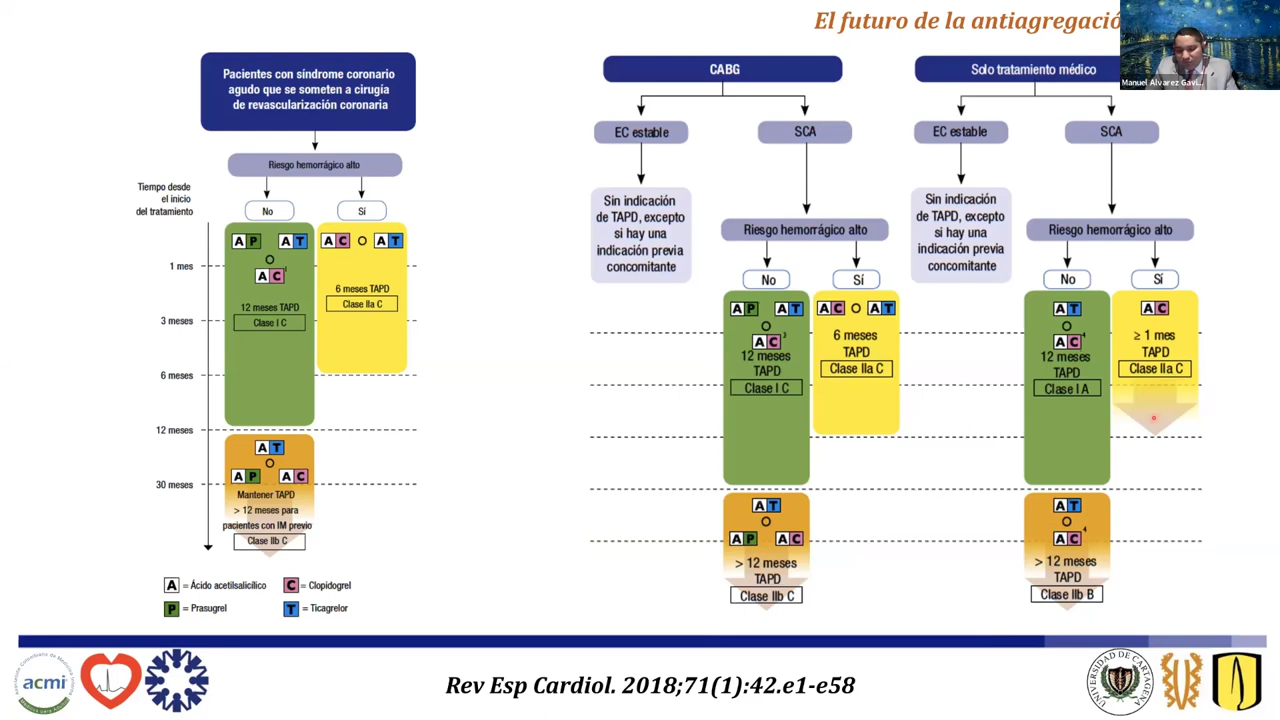 El futuro de la antiagregació
Manuel Alvarez Gavi...
Pacientes con síndrome coronario
agudo que se someten a cirugía
de revascularización coronaria
Riesgo hemorrágico alto
Tiempo desde
el inicio
del tratamiento
No
Sí
A P A T
O
A C 1
12 meses TAPD
Clase I C
A C O A T
6 meses TAPD
Clase IIa C
1 mes
3 meses
6 meses
12 meses
30 meses
A T
O
A P A C
Mantener TAPD
> 12 meses para
pacientes con IM previo
Clase IIb C
A = Ácido acetilsalicílico
C = Clopidogrel
P = Prasugrel
T = Ticagrelor
CABG
EC estable
SCA
Sin indicación
de TAPD, excepto
si hay una
indicación previa
concomitante
Riesgo hemorrágico alto
No
Sí
A P A T
O
A C 3
12 meses
TAPD
Clase I C
A C O A T
6 meses
TAPD
Clase IIa C
A T
O
A P A C
> 12 meses
TAPD
Clase IIb C
Solo tratamiento médico
EC estable
SCA
Sin indicación
de TAPD, excepto
si hay una
indicación previa
concomitante
Riesgo hemorrágico alto
No
Sí
A T
O
A C 4
12 meses
TAPD
Clase I A
A C
≥ 1 mes
TAPD
Clase IIa C
A T
O
A C 4
> 12 meses
TAPD
Clase IIb B
acmi
Rev Esp Cardiol. 2018;71(1):42.e1-e58
UNIVERSIDAD DE CARTAGENA